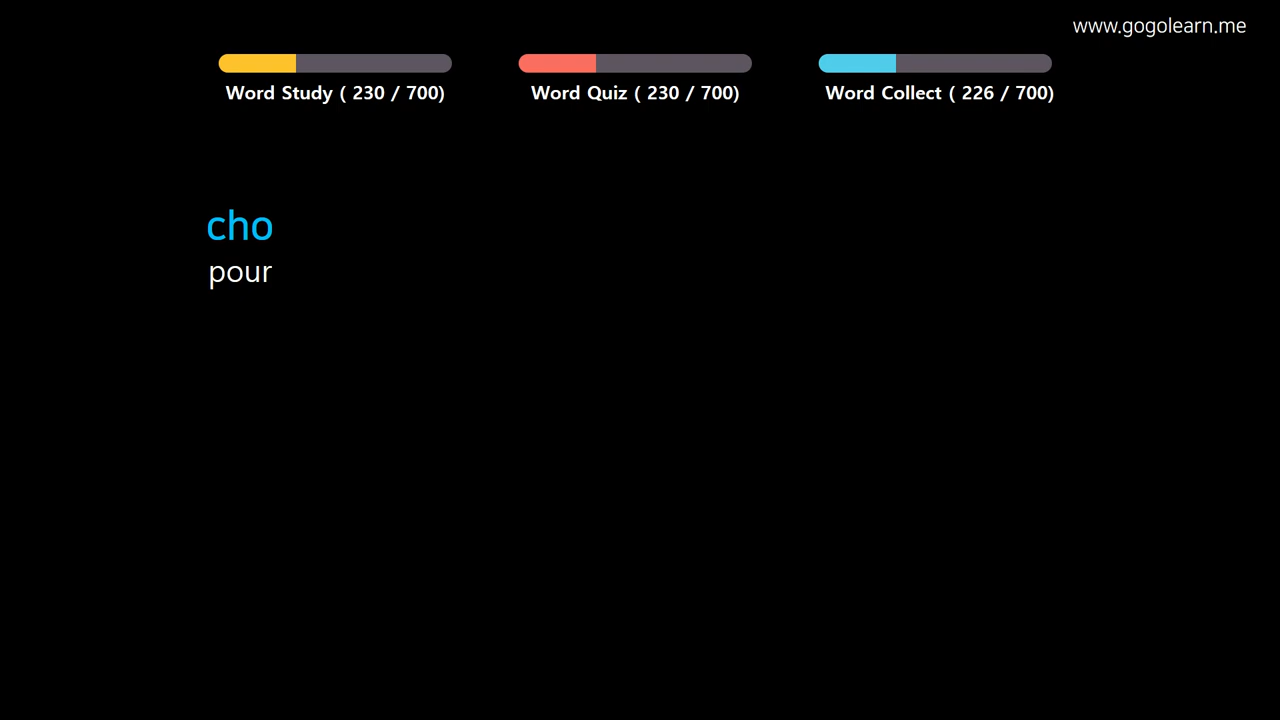 www.gogolearn.me
Word Study ( 230 / 700)
Word Quiz ( 230 / 700)
Word Collect ( 226 / 700)
cho
pour